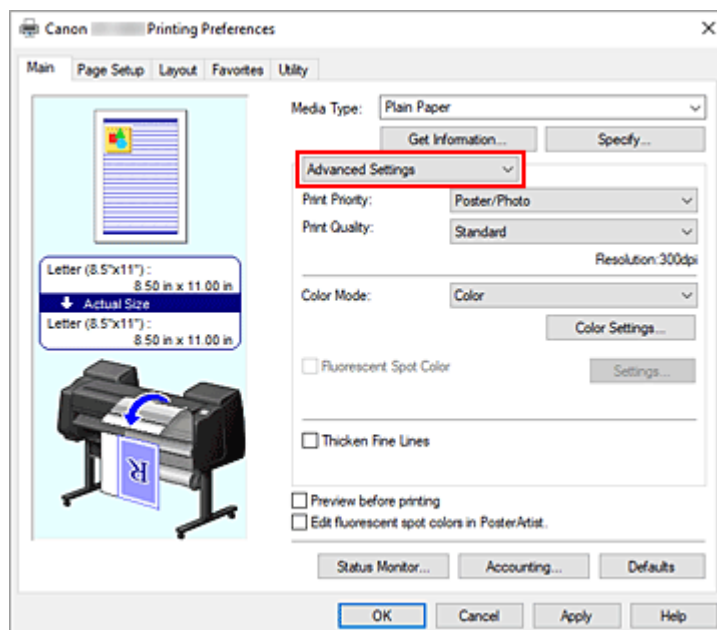 Canon Printing Preferences
Main Page Setup Layout Favorites Utility
Media Type: Plain Paper
Get Information... Specify...
Advanced Settings
Print Priority: Poster/Photo
Print Quality: Standard
Resolution:300dpi
Letter (8.5"x11") :
8.50 in x 11.00 in
Actual Size
Letter (8.5"x11") :
8.50 in x 11.00 in
Color Mode: Color
Color Settings...
Fluorescent Spot Color Settings...
Thicken Fine Lines
R
Preview before printing
Edit fluorescent spot colors in PosterArtist.
Status Monitor... Accounting... Defaults
OK Cancel Apply Help